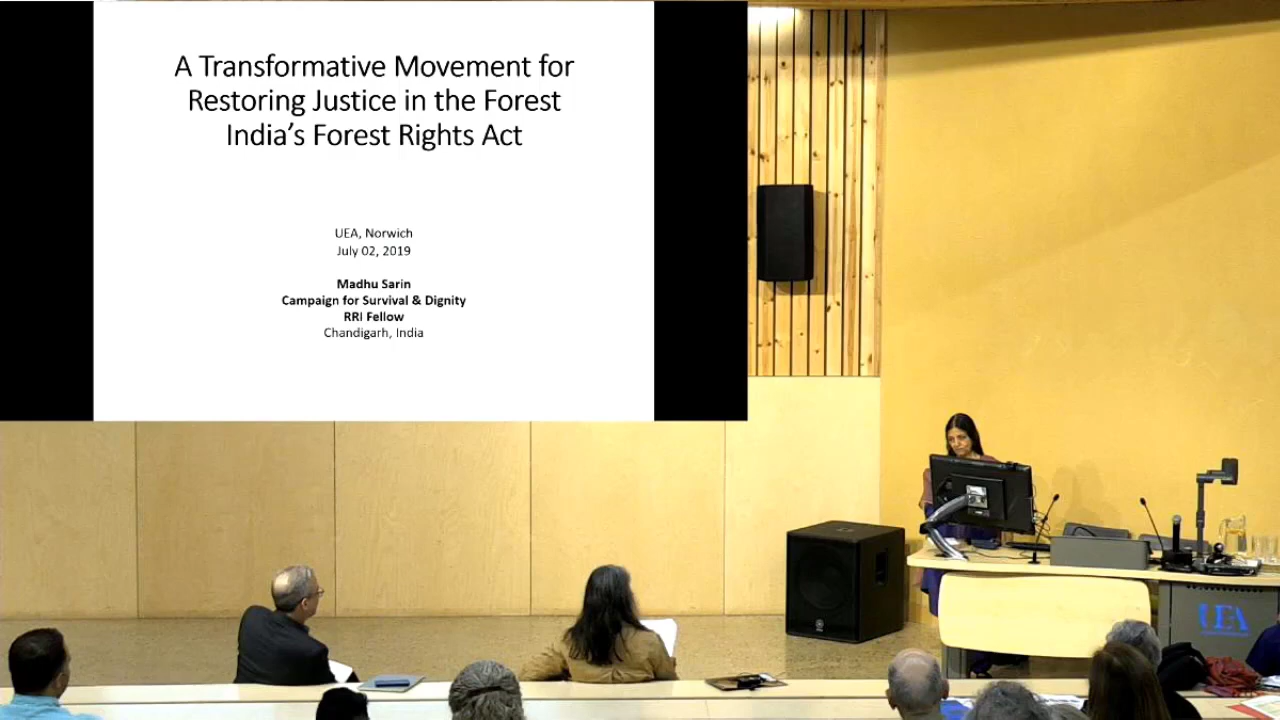 A Transformative Movement for
Restoring Justice in the Forest
India's Forest Rights Act
UEA, Norwich
July 02, 2019
Madhu Sarin
Campaign for Survival & Dignity
RRI Fellow
Chandigarh, India
UEA